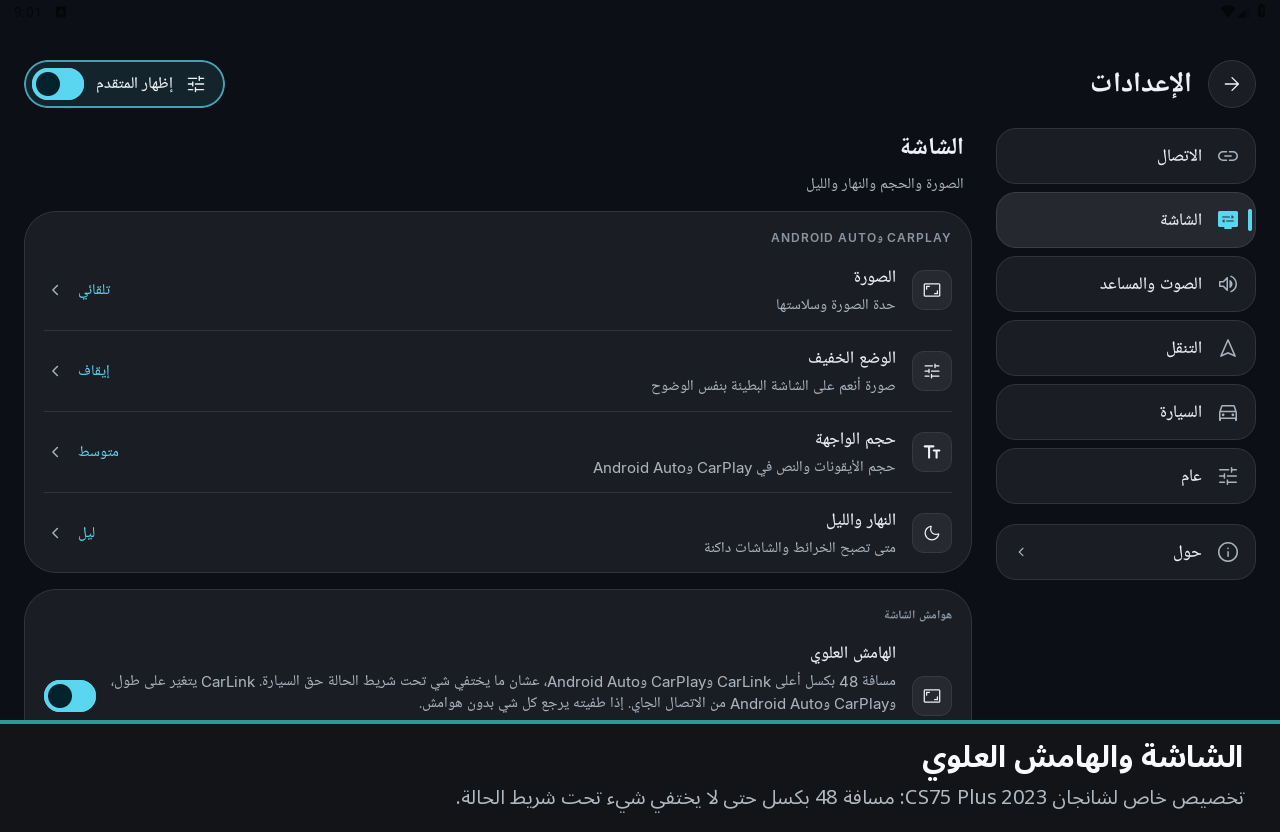 9:01
الإعدادات
إظهار المتقدم
الاتصال
الشاشة
الصوت والمساعد
التنقل
السيارة
عام
حول
الشاشة
الصورة والحجم والنهار والليل
CARPLAY وANDROID AUTO
الصورة
حدة الصورة وسلاستها
تلقائي
الوضع الخفيف
صورة أنعم على الشاشة البطيئة بنفس الوضوح
إيقاف
حجم الواجهة
حجم الأيقونات والنص في CarPlay وAndroid Auto
متوسط
النهار والليل
متى تصبح الخرائط والشاشات داكنة
ليل
هوامش الشاشة
الهامش العلوي
مسافة 48 بكسل أعلى CarLink وCarPlay وAndroid Auto، عشان ما يختفي شي تحت شريط الحالة حق السيارة. CarLink يتغيّر على طول،
وCarPlay وAndroid Auto من الاتصال الجاي. إذا طفيته يرجع كل شي بدون هوامش.
الشاشة والهامش العلوي
تخصيص خاص لشانجان CS75 Plus 2023: مسافة 48 بكسل حتى لا يختفي شيء تحت شريط الحالة.